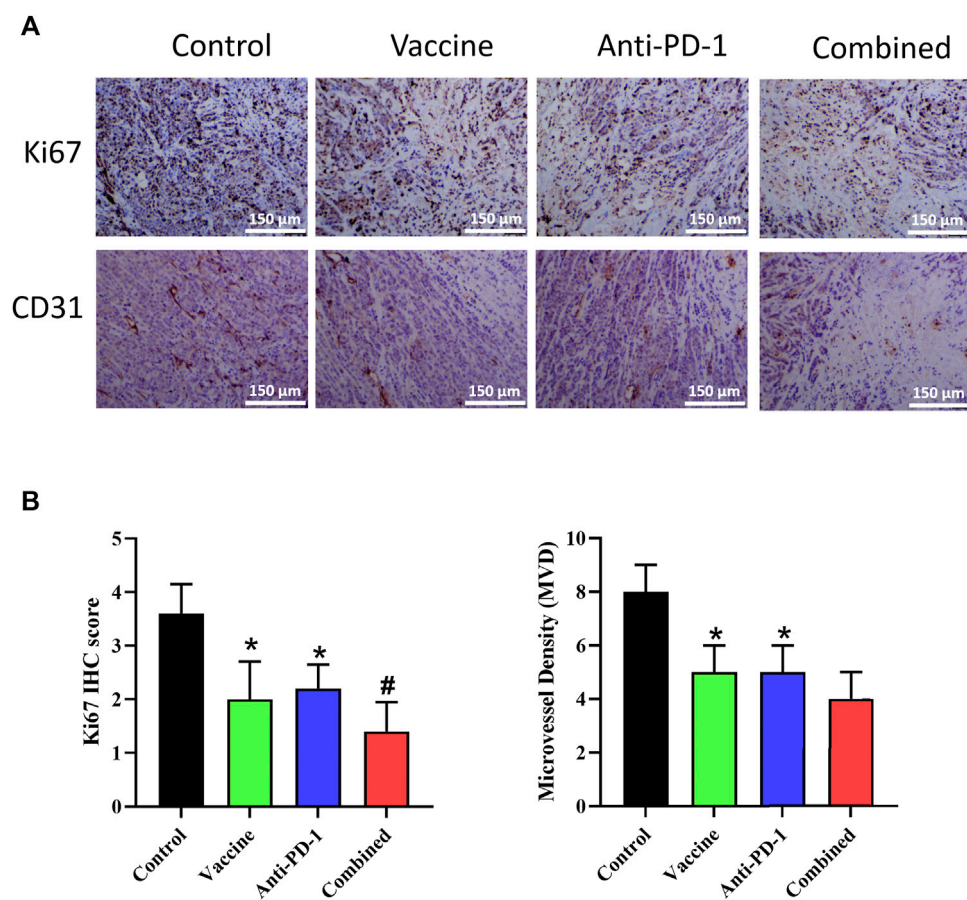 A
Control Vaccine Anti-PD-1 Combined
Ki67
150 µm 150 µm 150 µm 150 µm
CD31
150 µm 150 µm 150 µm 150 µm
B
Ki67 IHC score
5
4
3
2
1
0
* * #
Control Vaccine Anti-PD-1 Combined
Microvessel Density (MVD)
10
8
6
4
2
0
* *
Control Vaccine Anti-PD-1 Combined